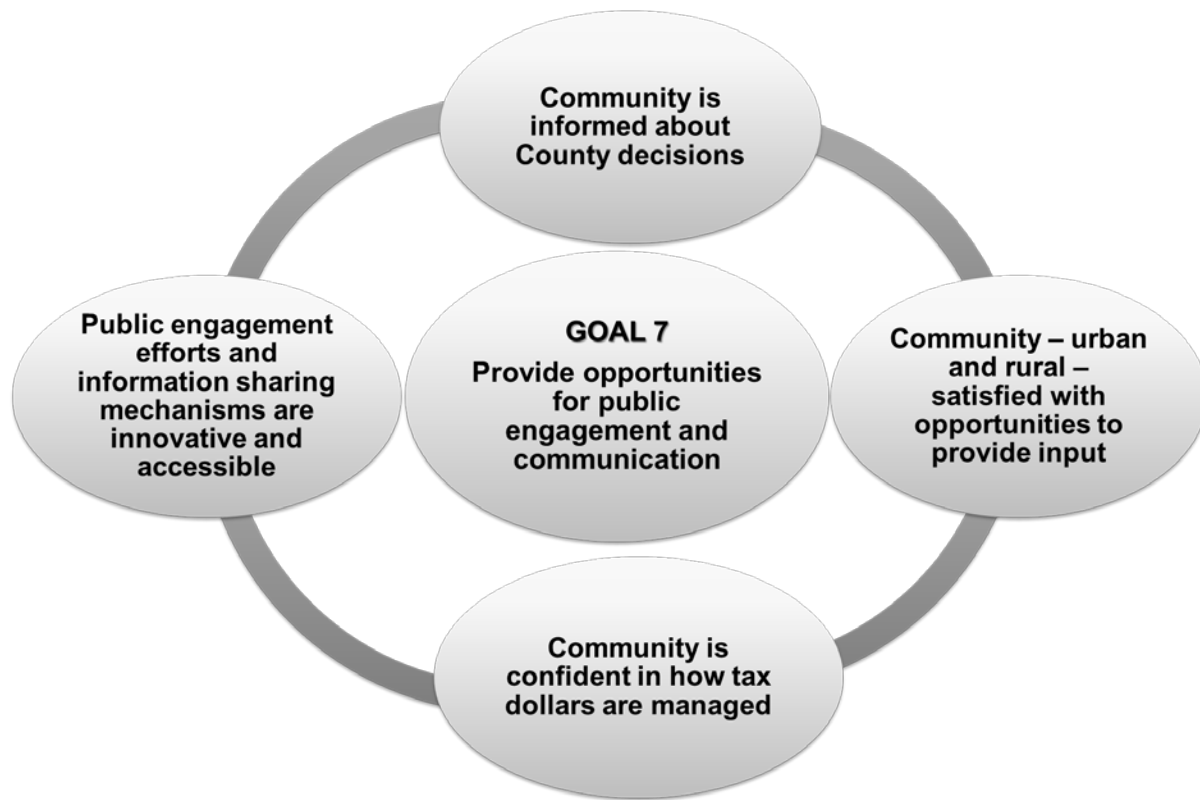 Community is
informed about
County decisions
Public engagement
efforts and
information sharing
mechanisms are
innovative and
accessible
GOAL 7
Provide opportunities
for public
engagement and
communication
Community – urban
and rural –
satisfied with
opportunities to
provide input
Community is
confident in how tax
dollars are managed